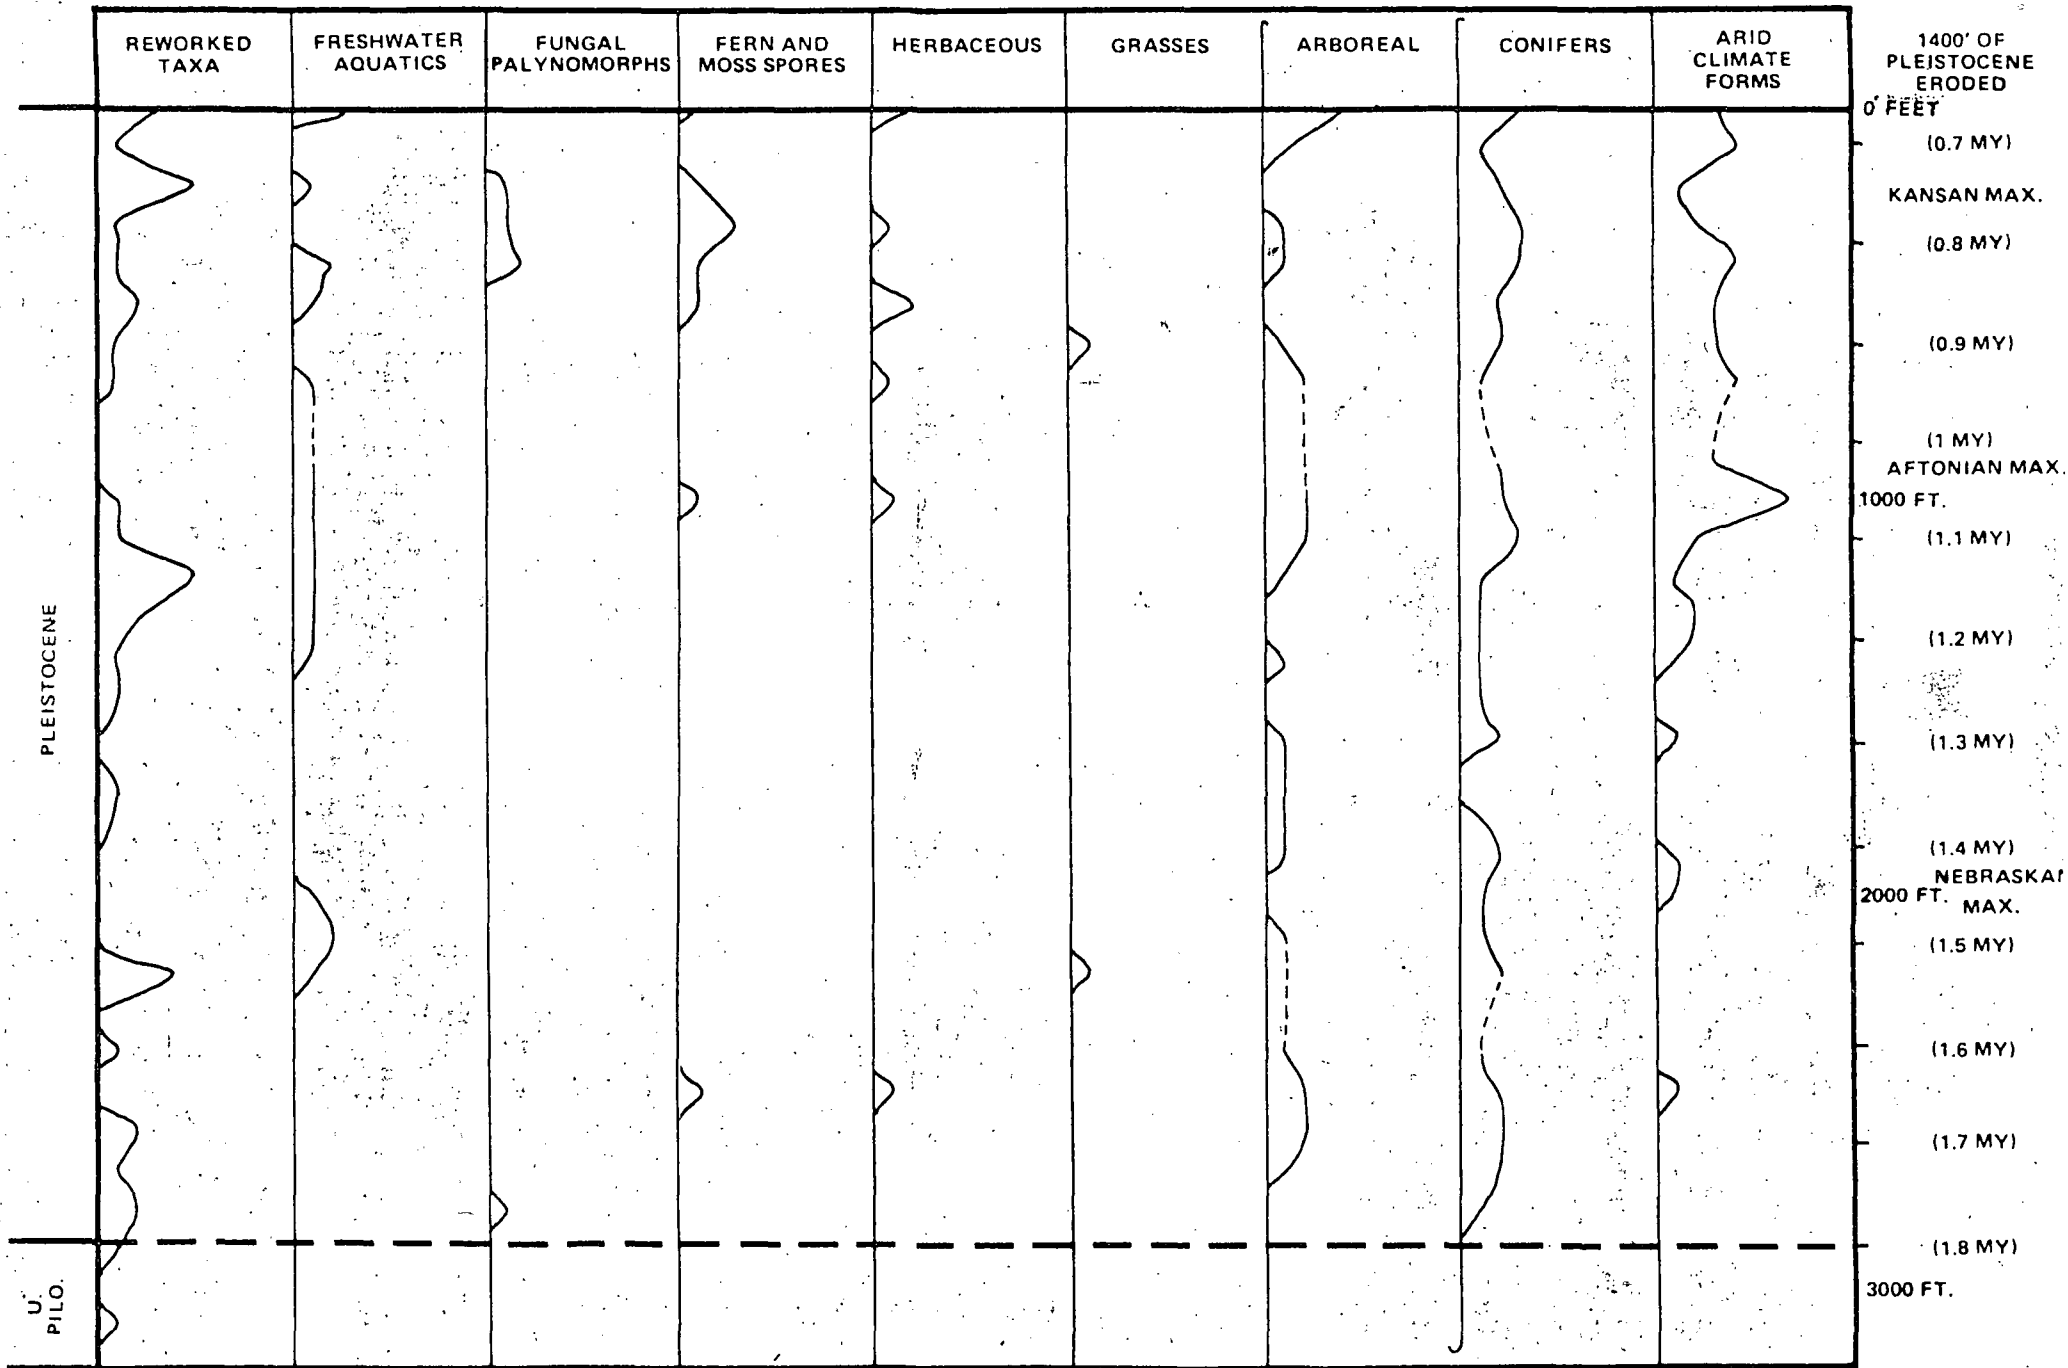 REWORKED
TAXA
FRESHWATER
AQUATICS
FUNGAL
PALYNOMORPHS
FERN AND
MOSS SPORES
HERBACEOUS
GRASSES
ARBOREAL
CONIFERS
ARID
CLIMATE
FORMS
1400' OF
PLEISTOCENE
ERODED
0' FEET
(0.7 MY)
KANSAN MAX.
(0.8 MY)
(0.9 MY)
(1 MY)
AFTONIAN MAX.
1000 FT.
(1.1 MY)
(1.2 MY)
(1.3 MY)
(1.4 MY)
NEBRASKAN
2000 FT.
MAX.
(1.5 MY)
(1.6 MY)
(1.7 MY)
(1.8 MY)
3000 FT.
PLEISTOCENE
U.
PILO.